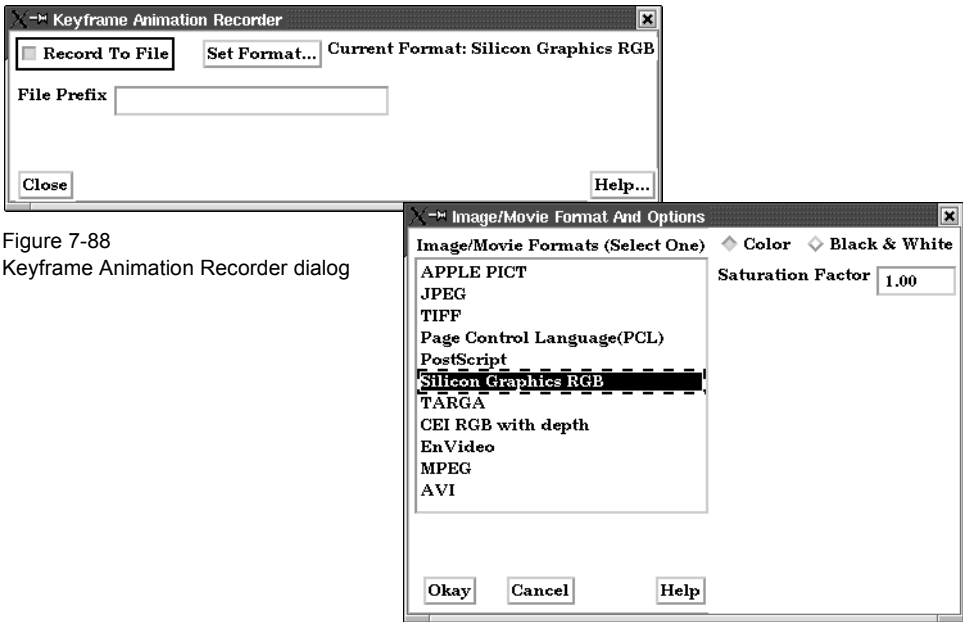 Keyframe Animation Recorder
Record To File
Set Format...
Current Format: Silicon Graphics RGB
File Prefix
Close
Help...
Figure 7-88
Keyframe Animation Recorder dialog
Image/Movie Format And Options
Image/Movie Formats (Select One)
Color
Black & White
APPLE PICT
JPEG
TIFF
Page Control Language(PCL)
PostScript
Silicon Graphics RGB
TARGA
CEI RGB with depth
EnVideo
MPEG
AVI
Saturation Factor
1.00
Okay
Cancel
Help